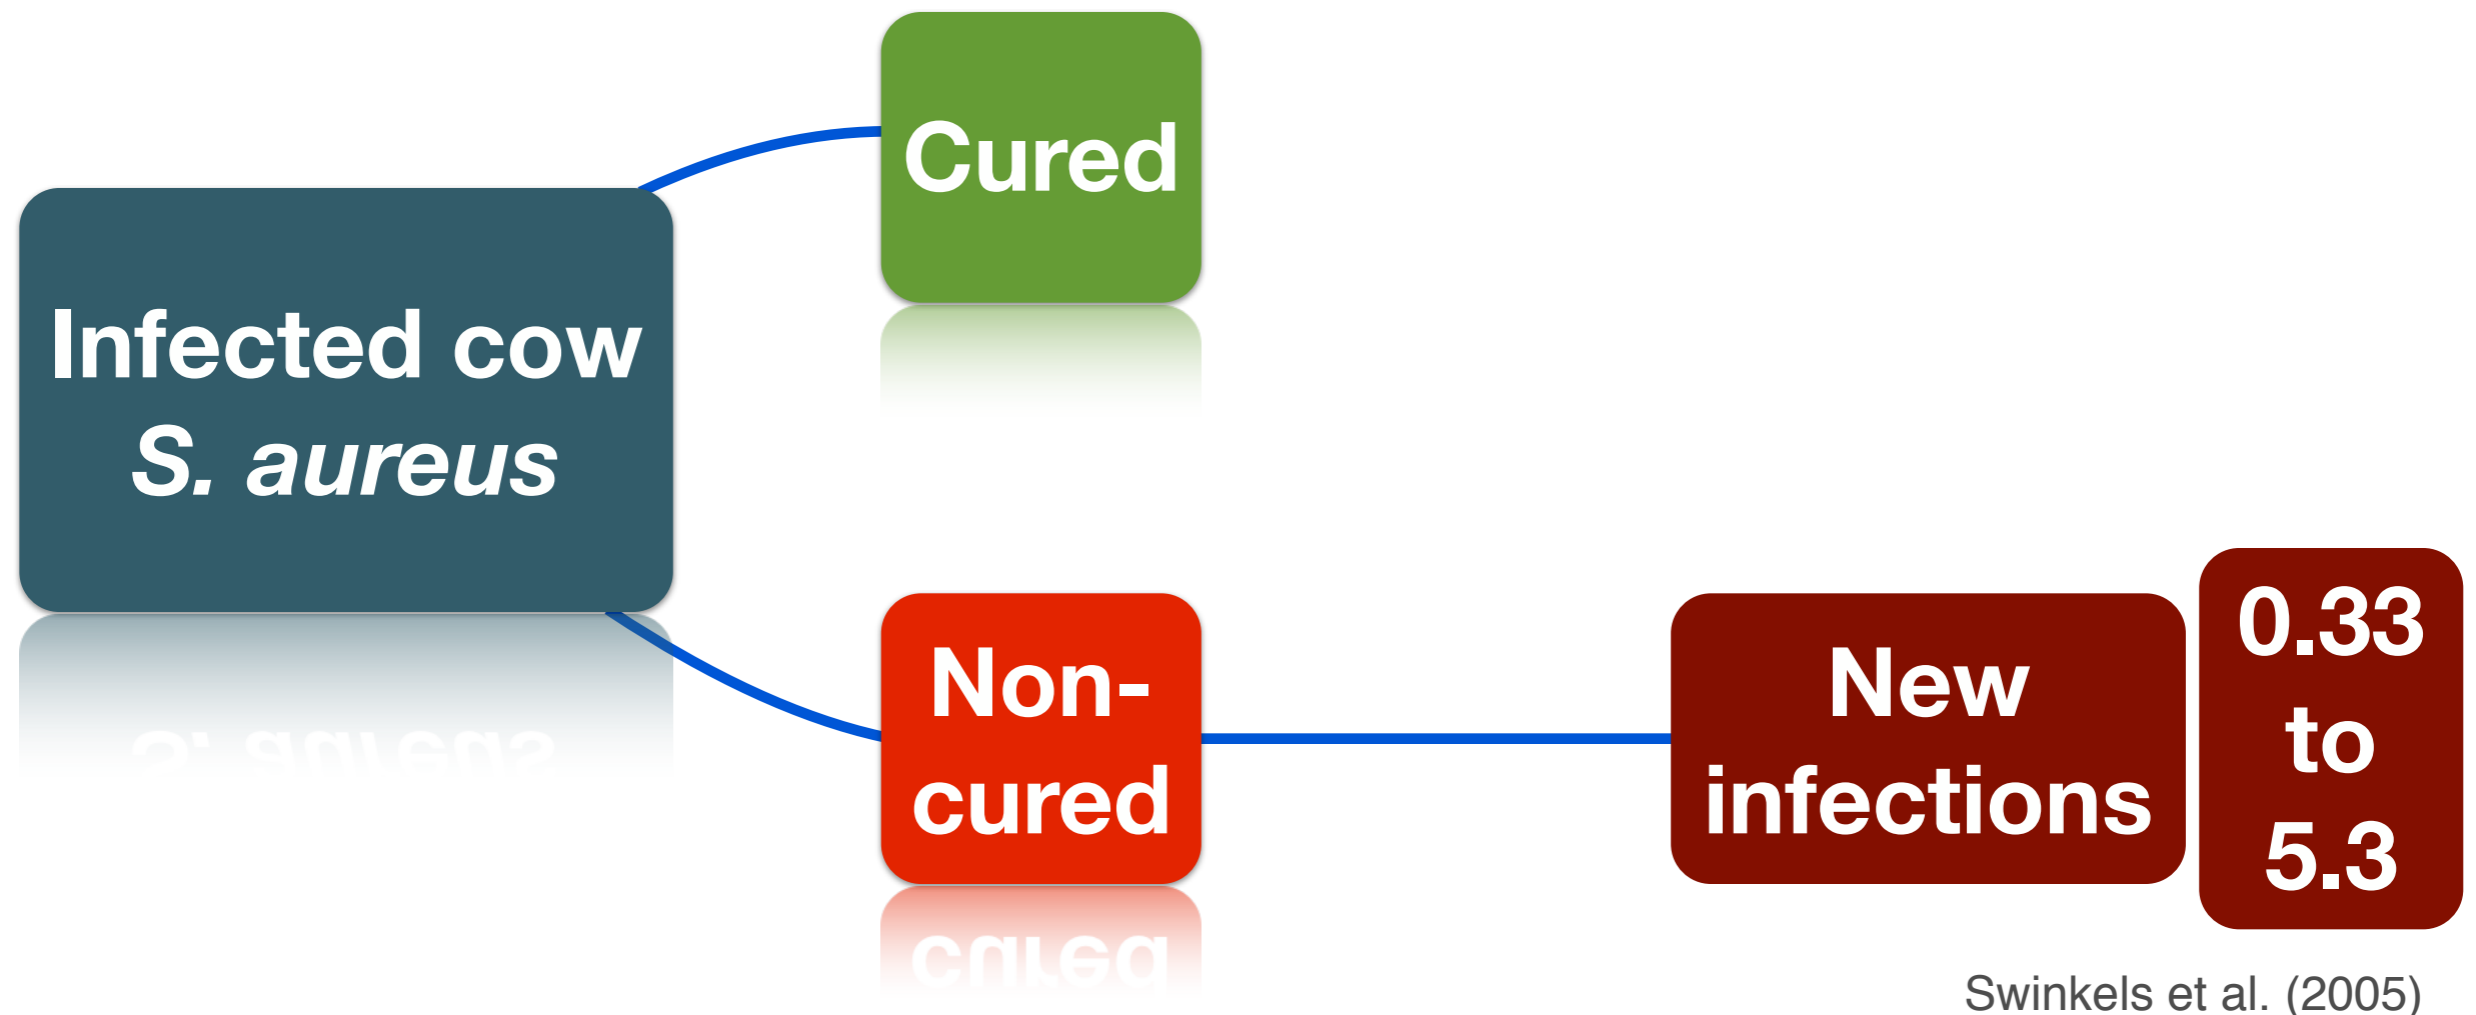 Cured
Infected cow
S. aureus
Non-
cured
New
infections
0.33
to
5.3
Swinkels et al. (2005)